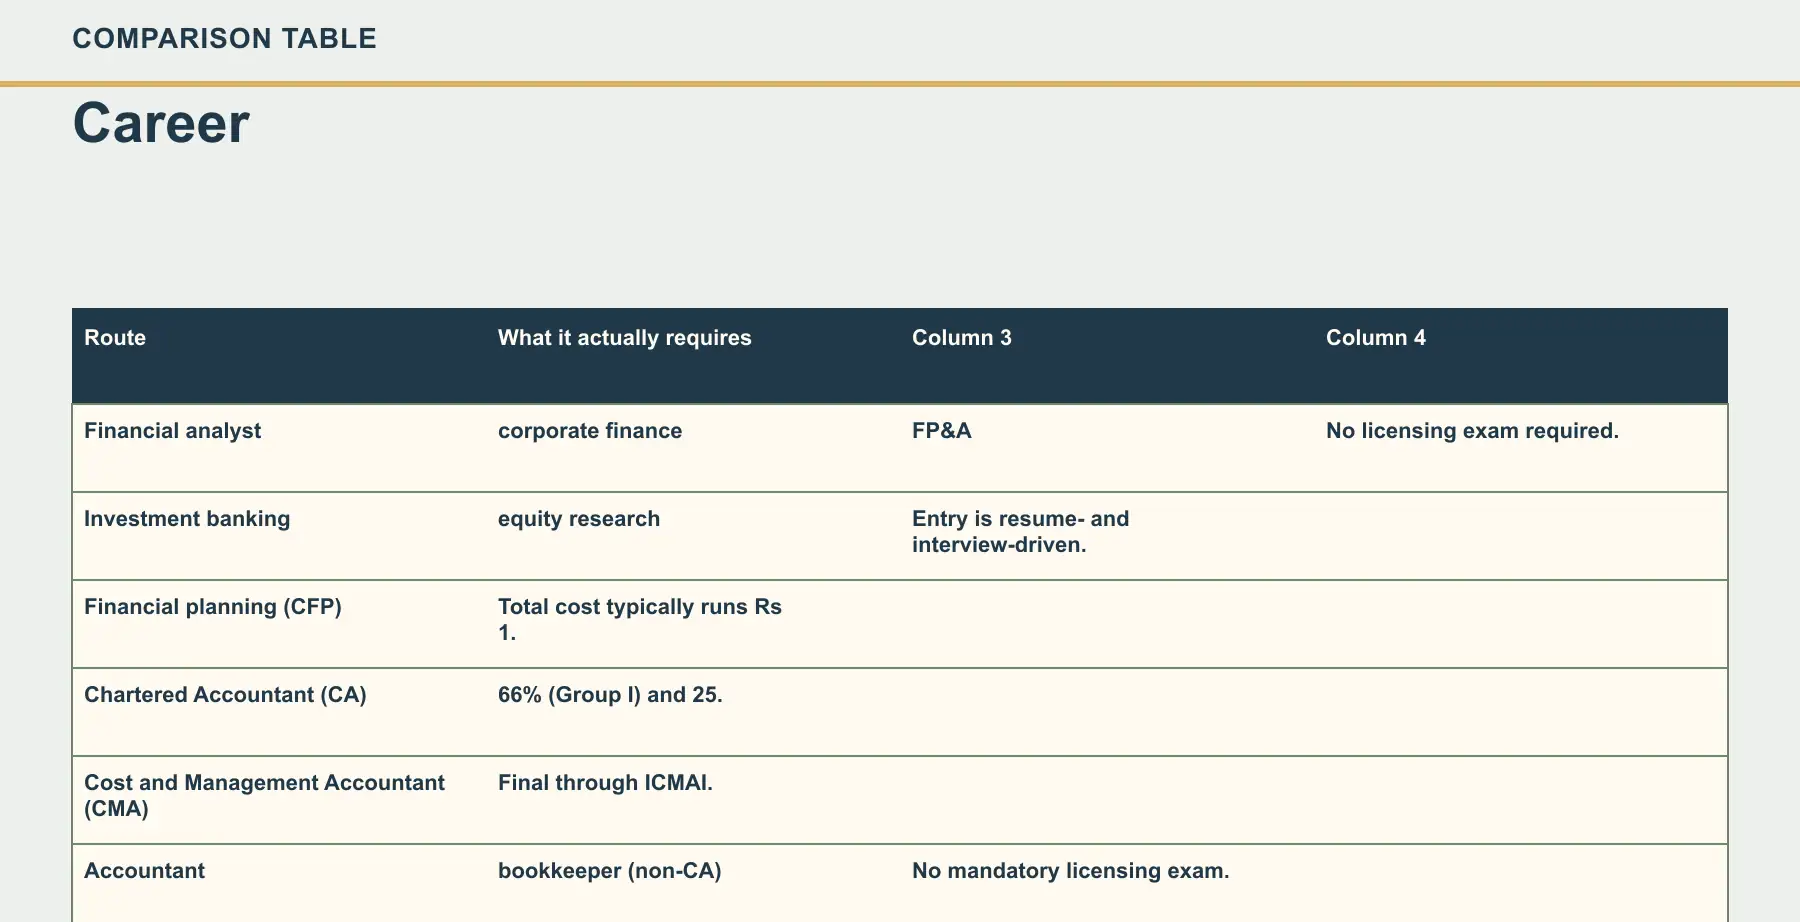 COMPARISON TABLE
Career
Route What it actually requires Column 3 Column 4
Financial analyst corporate finance FP&A No licensing exam required.
Investment banking equity research Entry is resume- and
interview-driven.
Financial planning (CFP) Total cost typically runs Rs
1.
Chartered Accountant (CA) 66% (Group I) and 25.
Cost and Management Accountant Final through ICMAI.
(CMA)
Accountant bookkeeper (non-CA) No mandatory licensing exam.